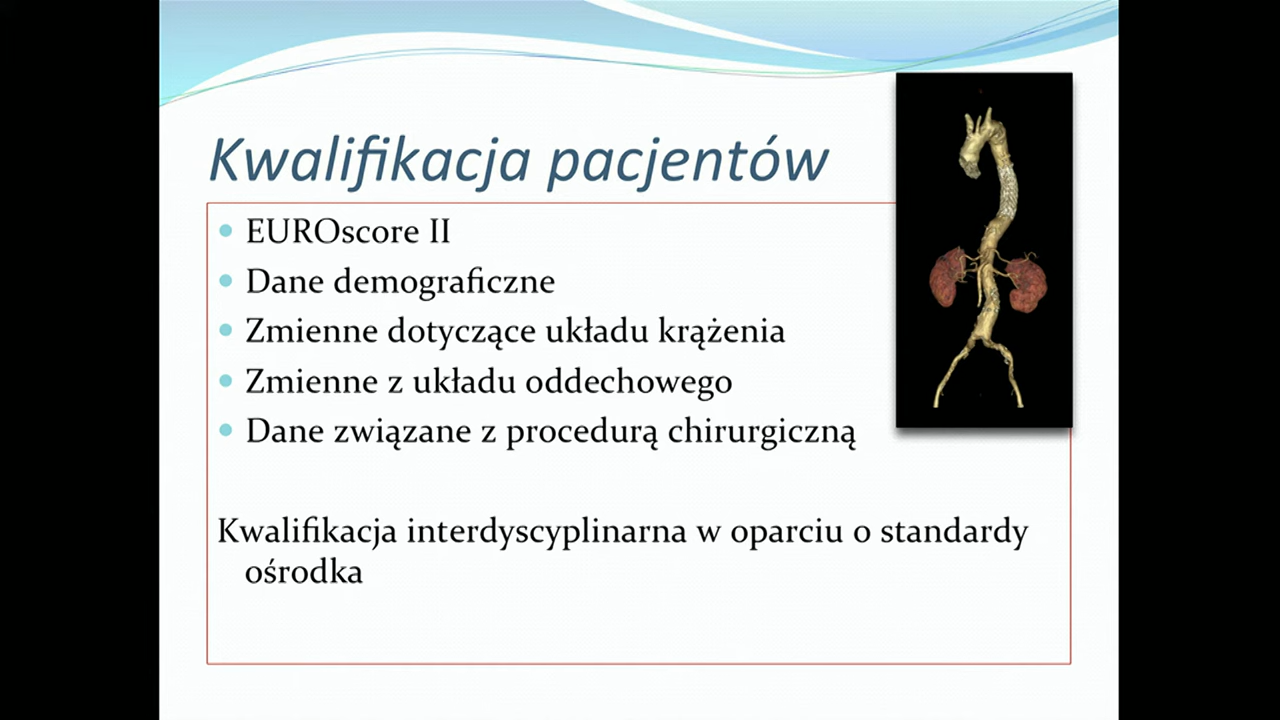 Kwalifikacja pacjentów
EUROscore II
Dane demograficzne
Zmienne dotyczące układu krążenia
Zmienne z układu oddechowego
Dane związane z procedurą chirurgiczną
Kwalifikacja interdyscyplinarna w oparciu o standardy
ośrodka